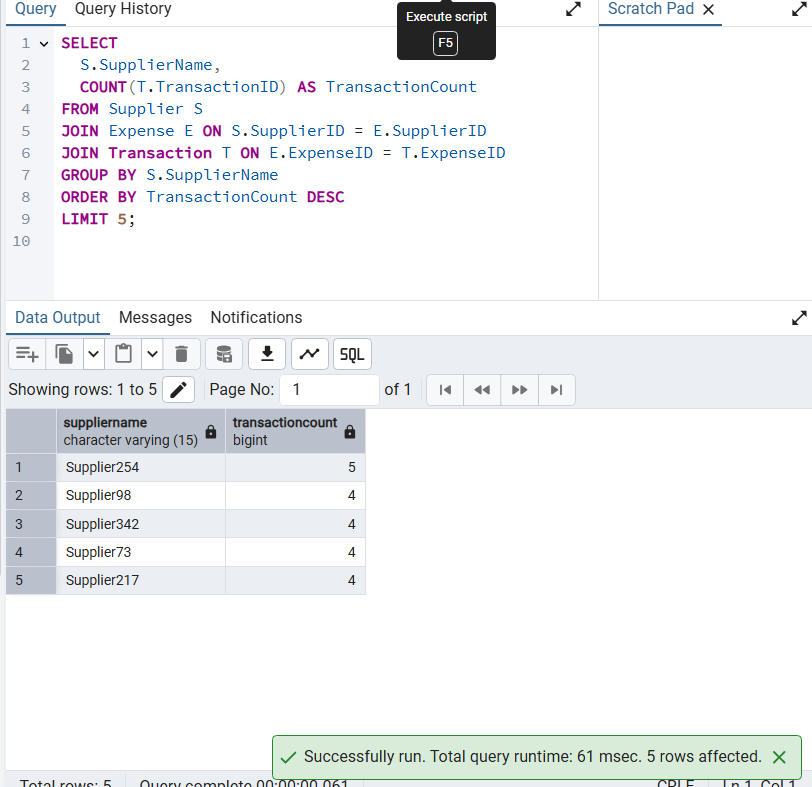 Query Query History
Execute script
F5
Scratch Pad
1 SELECT
2 S.SupplierName,
3 COUNT(T.TransactionID) AS TransactionCount
4 FROM Supplier S
5 JOIN Expense E ON S.SupplierID = E.SupplierID
6 JOIN Transaction T ON E.ExpenseID = T.ExpenseID
7 GROUP BY S.SupplierName
8 ORDER BY TransactionCount DESC
9 LIMIT 5;
10
Data Output Messages Notifications
SQL
Showing rows: 1 to 5 Page No: 1 of 1
suppliername transactioncount
character varying (15) bigint
1 Supplier254 5
2 Supplier98 4
3 Supplier342 4
4 Supplier73 4
5 Supplier217 4
Successfully run. Total query runtime: 61 msec. 5 rows affected.
Total rows: 5 Query complete 00:00:00.061 CRLF Ln 1, Col 1